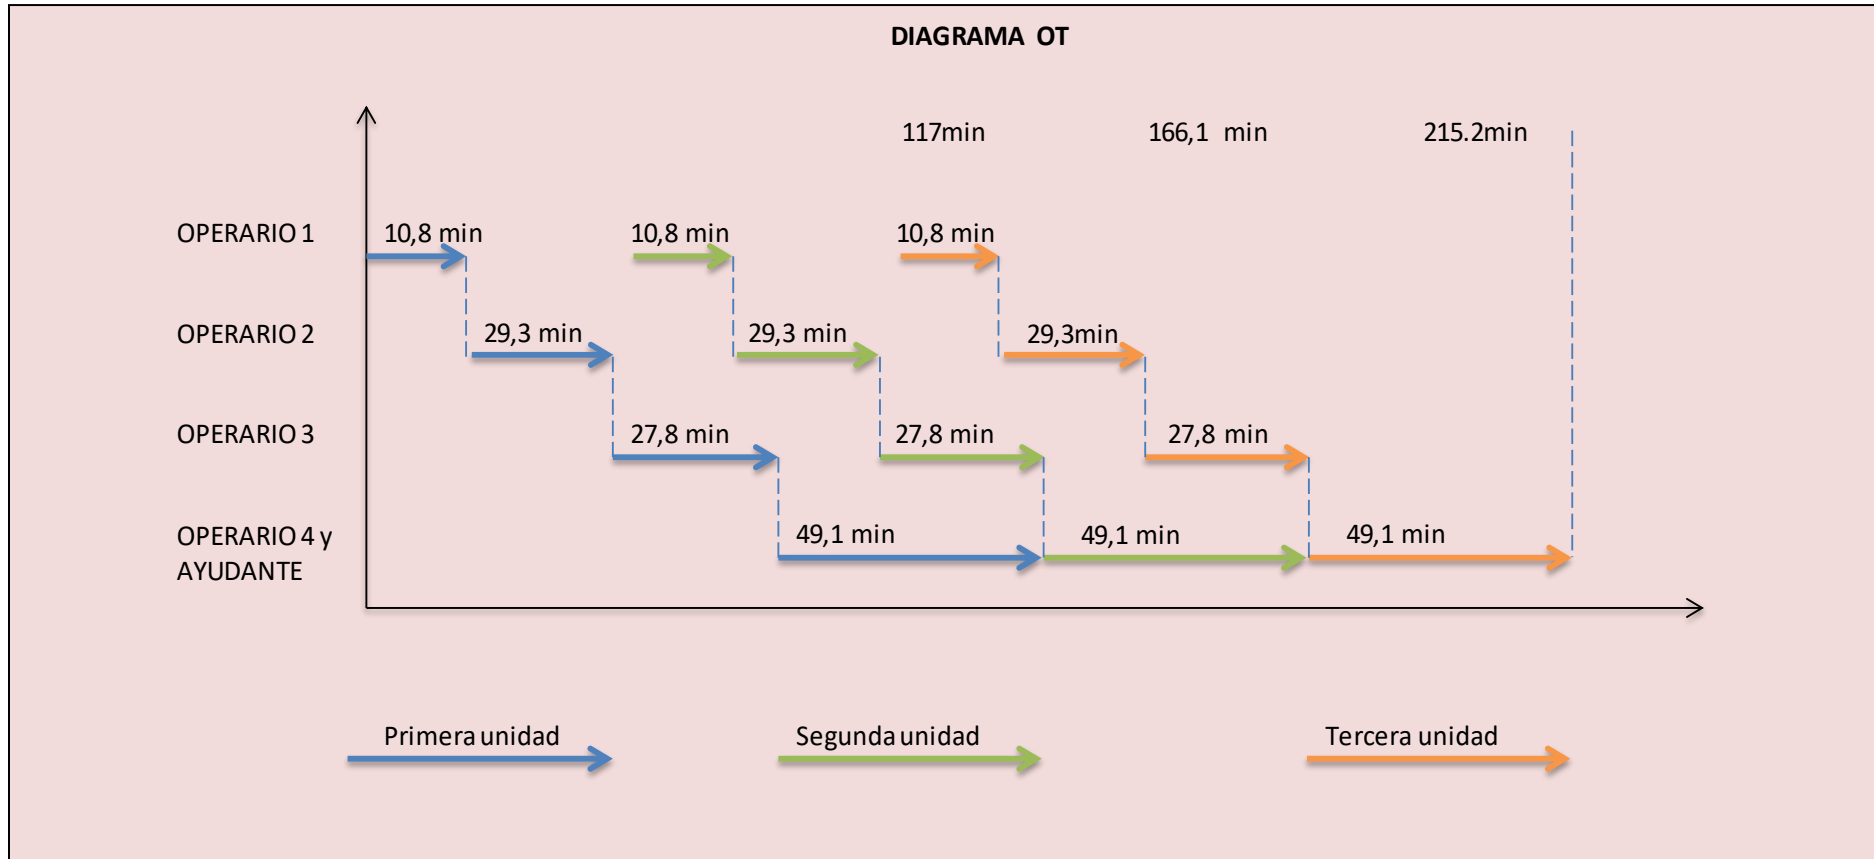 DIAGRAMA OT
117min 166,1 min 215.2min
OPERARIO 1 10,8 min 10,8 min 10,8 min
OPERARIO 2 29,3 min 29,3 min 29,3min
OPERARIO 3 27,8 min 27,8 min 27,8 min
OPERARIO 4 y 49,1 min 49,1 min 49,1 min
AYUDANTE
Primera unidad Segunda unidad Tercera unidad